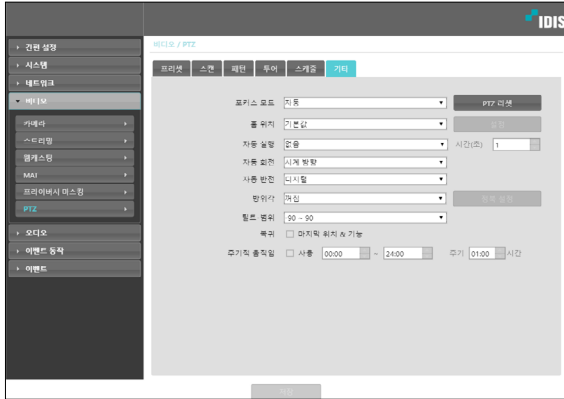 IDIS
비디오 / PTZ
간편 설정
시스템
네트워크
비디오
카메라
스트리밍
웹캐스팅
MAT
프라이버시 마스킹
PTZ
오디오
이벤트 동작
이벤트
프리셋 스캔 패턴 투어 스케줄 기타
포커스 모드 자동 PTZ 리셋
홈 위치 기본값 설정
자동 실행 없음 시간(초) 1
자동 회전 시계 방향
자동 반전 디지털
방위각 꺼짐
틸트 범위 -90 ~ 90
복귀 마지막 위치 & 기능
주기적 움직임 사용 00:00 ~ 24:00 주기 01:00 시간
저장